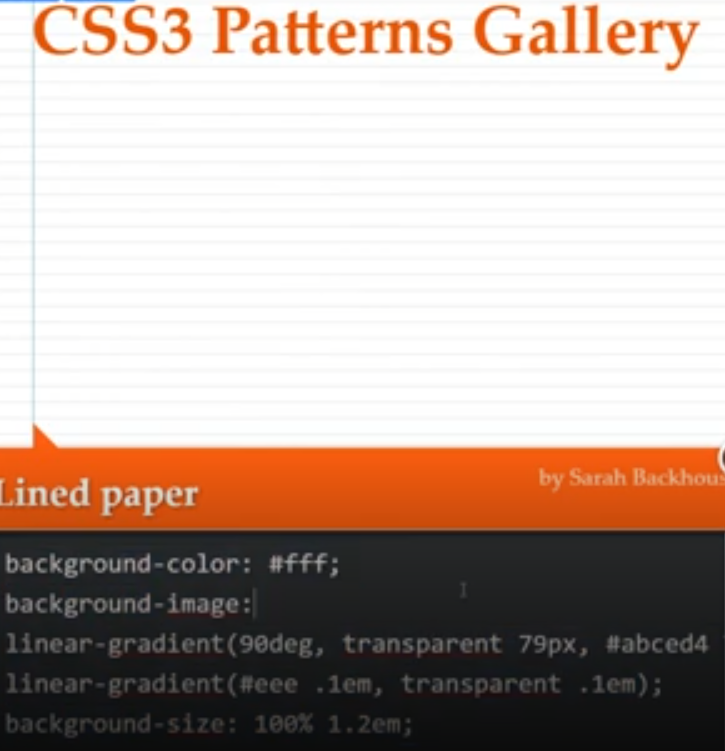 CSS3 Patterns Gallery
Lined paper
by Sarah Backhous
background-color: #fff;
background-image:
linear-gradient(90deg, transparent 79px, #abced4
linear-gradient(#eee .1em, transparent .1em);
background-size: 100% 1.2em;